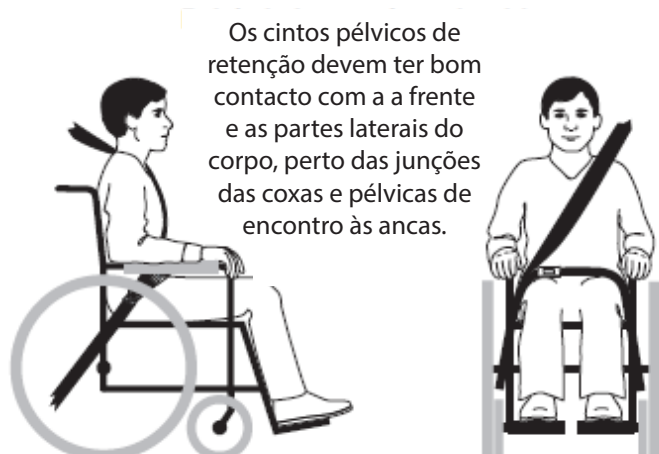 Os cintos pélvicos de
retenção devem ter bom
contacto com a a frente
e as partes laterais do
corpo, perto das junções
das coxas e pélvicas de
encontro às ancas.